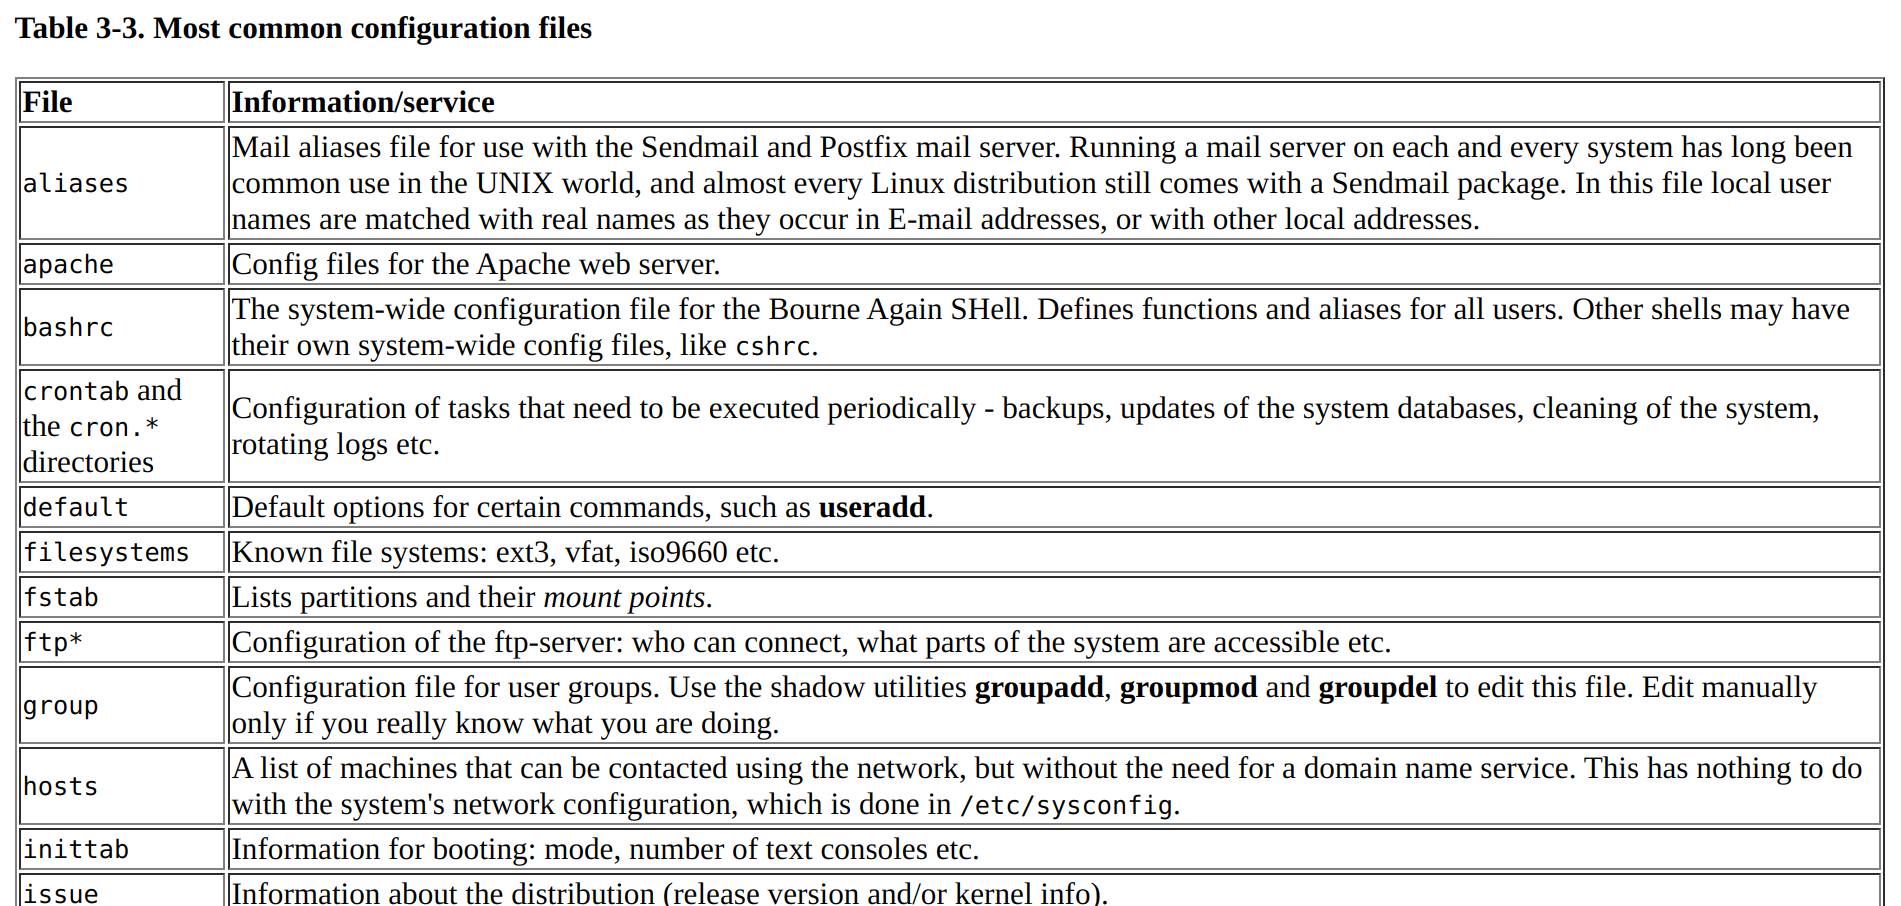 Table 3-3. Most common configuration files
File
Information/service
aliases
Mail aliases file for use with the Sendmail and Postfix mail server. Running a mail server on each and every system has long been
common use in the UNIX world, and almost every Linux distribution still comes with a Sendmail package. In this file local user
names are matched with real names as they occur in E-mail addresses, or with other local addresses.
apache
Config files for the Apache web server.
bashrc
The system-wide configuration file for the Bourne Again SHell. Defines functions and aliases for all users. Other shells may have
their own system-wide config files, like cshrc.
crontab and
the cron.*
directories
Configuration of tasks that need to be executed periodically - backups, updates of the system databases, cleaning of the system,
rotating logs etc.
default
Default options for certain commands, such as useradd.
filesystems
Known file systems: ext3, vfat, iso9660 etc.
fstab
Lists partitions and their mount points.
ftp*
Configuration of the ftp-server: who can connect, what parts of the system are accessible etc.
group
Configuration file for user groups. Use the shadow utilities groupadd, groupmod and groupdel to edit this file. Edit manually
only if you really know what you are doing.
hosts
A list of machines that can be contacted using the network, but without the need for a domain name service. This has nothing to do
with the system's network configuration, which is done in /etc/sysconfig.
inittab
Information for booting: mode, number of text consoles etc.
issue
Information about the distribution (release version and/or kernel info).